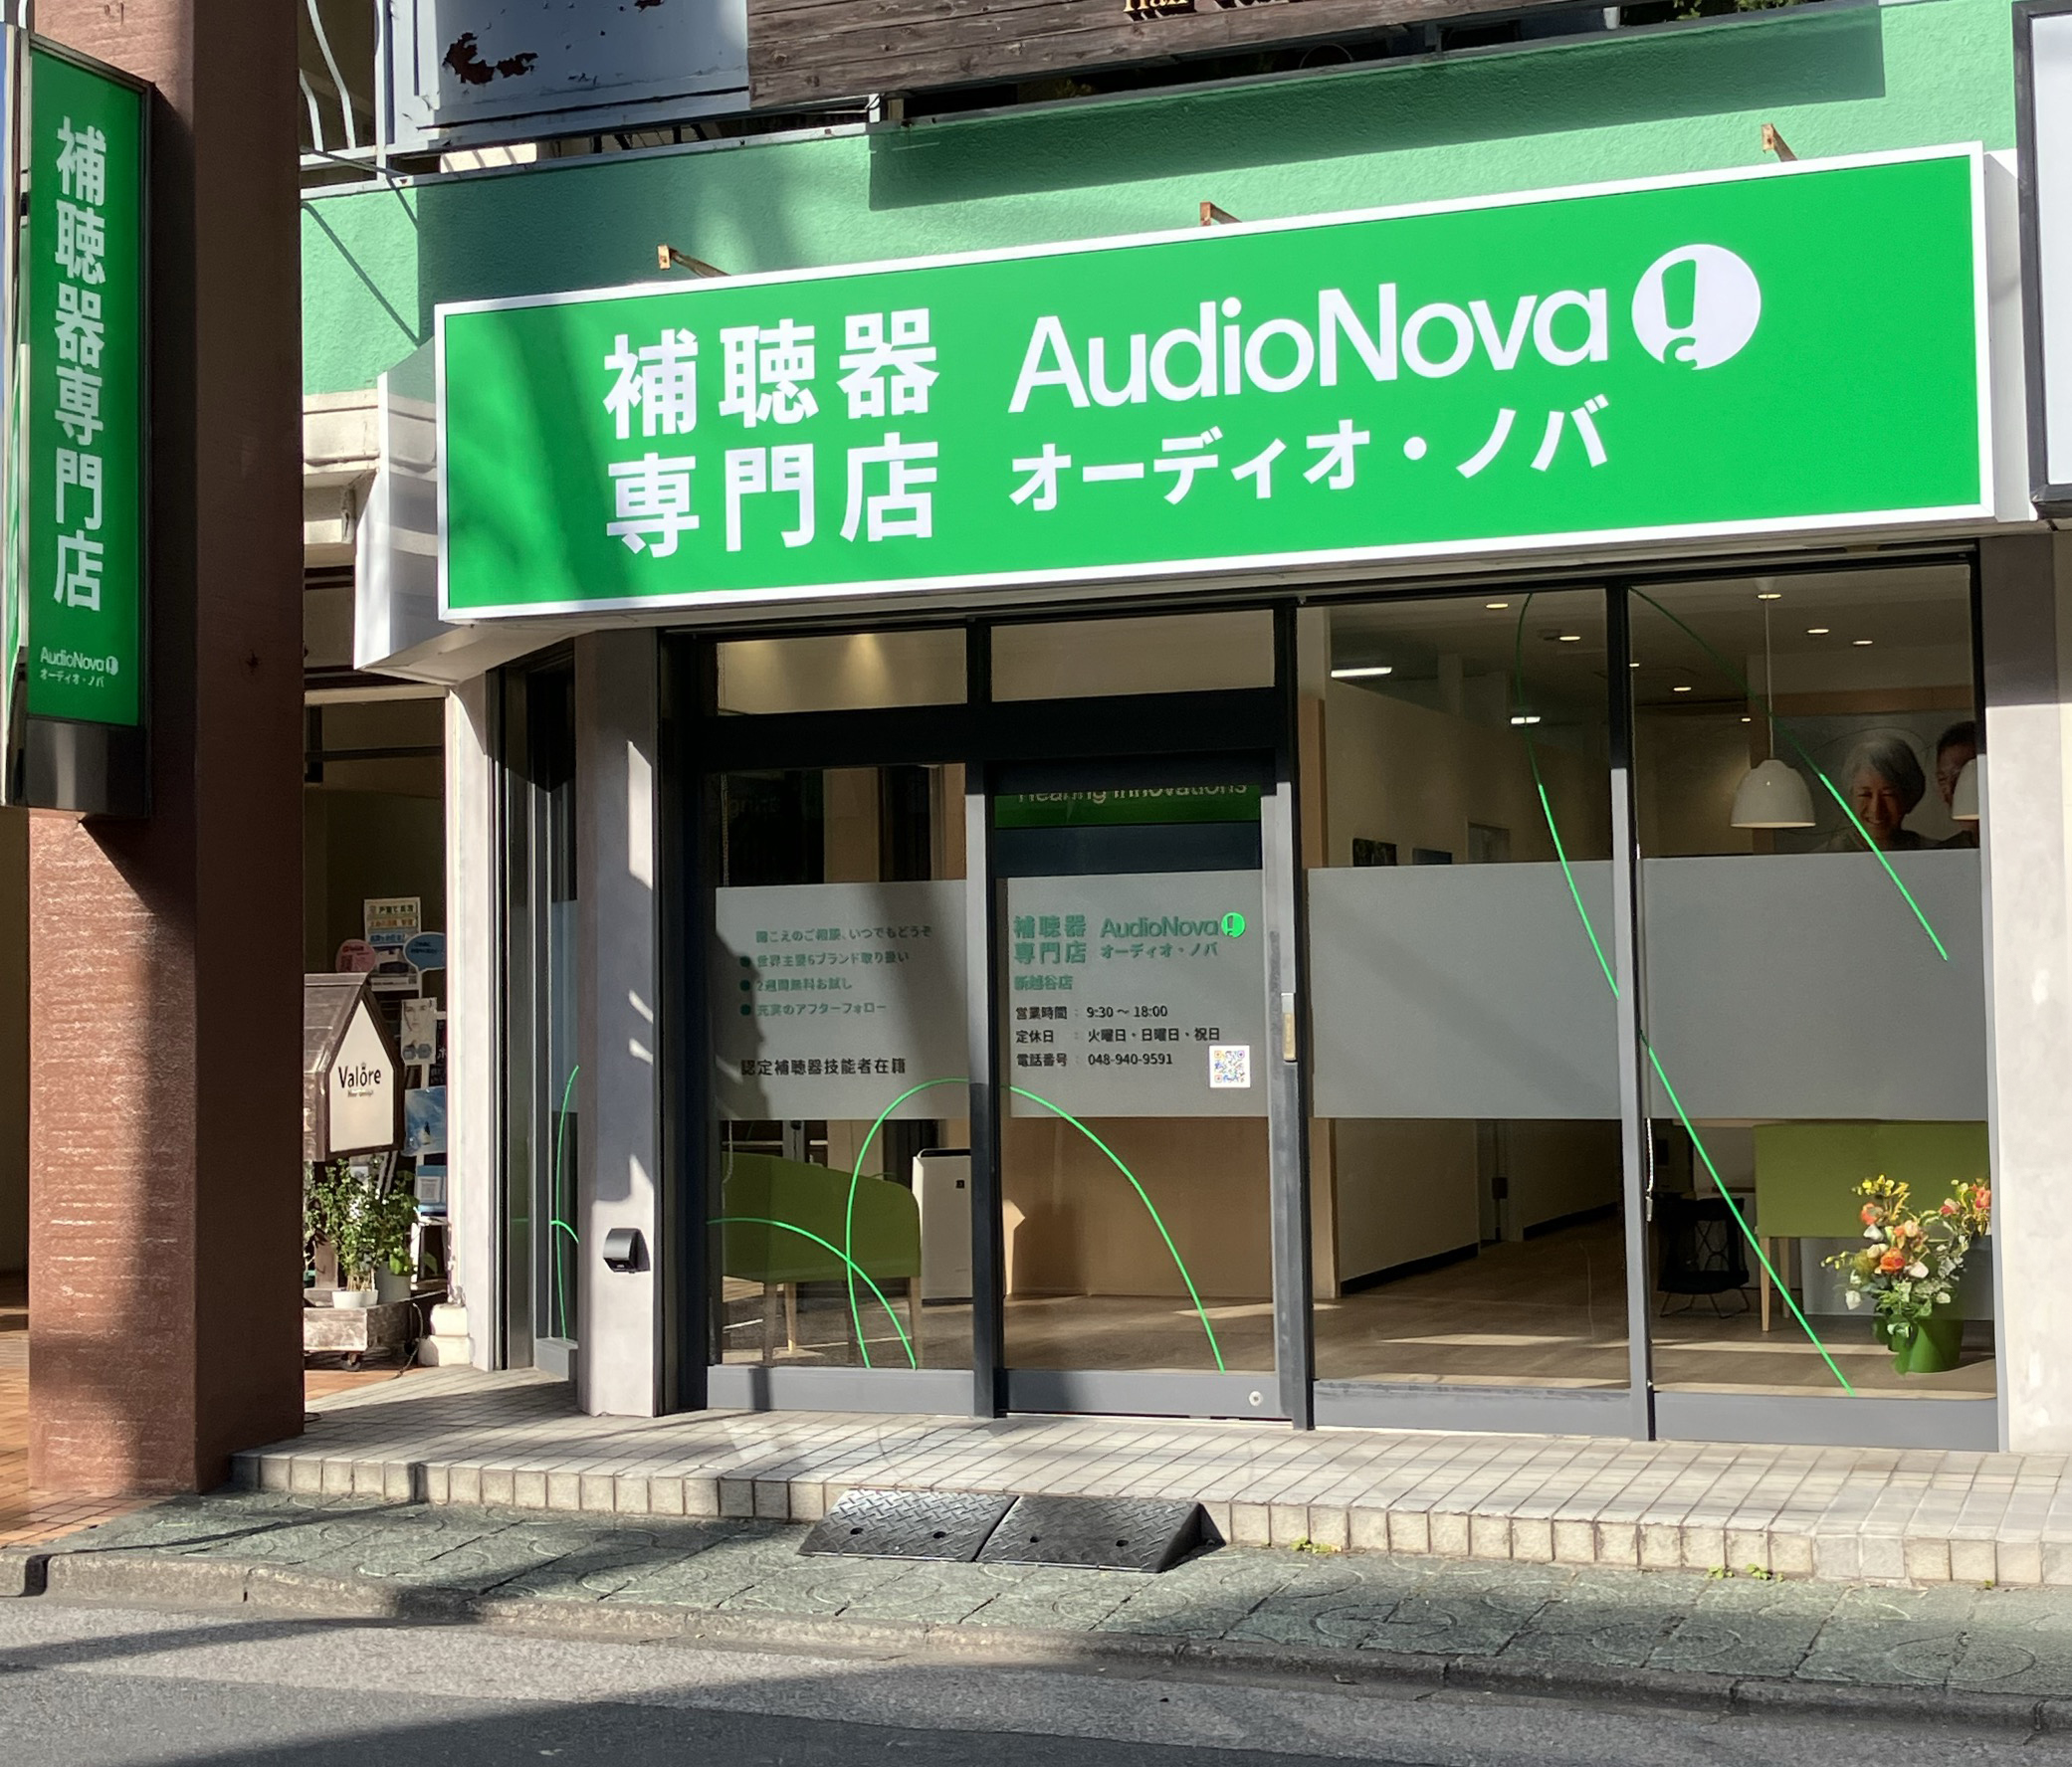 補聴器専門店
AudioNova
オーディオ・ノバ
補聴器
専門店
AudioNova
オーディオ・ノバ
Hearing Innovations
聞こえのご相談、いつでもどうぞ
世界主要6ブランド取り扱い
2週間無料お試し
充実のアフターフォロー
認定補聴器技能者在籍
補聴器
専門店
AudioNova
オーディオ・ノバ
新越谷店
営業時間 : 9:30 ～ 18:00
定休日 : 火曜日・日曜日・祝日
電話番号 : 048-940-9591
Valore